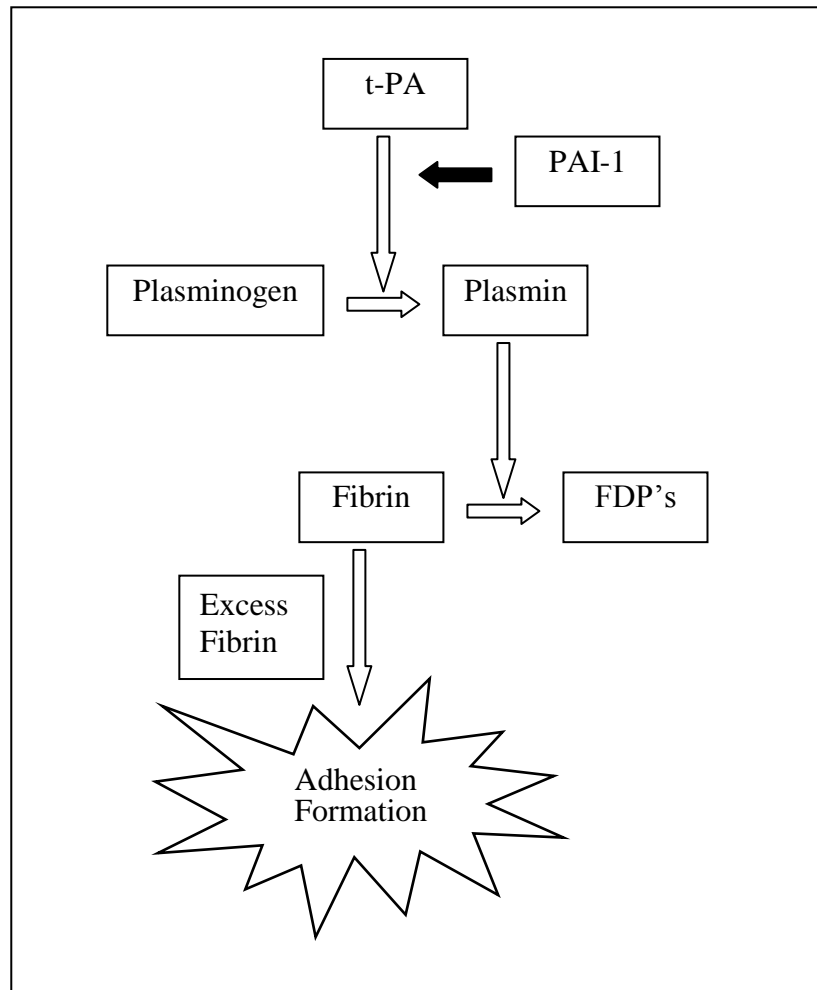 t-PA
PAI-1
Plasminogen
Plasmin
Fibrin
FDP’s
Excess
Fibrin
Adhesion
Formation